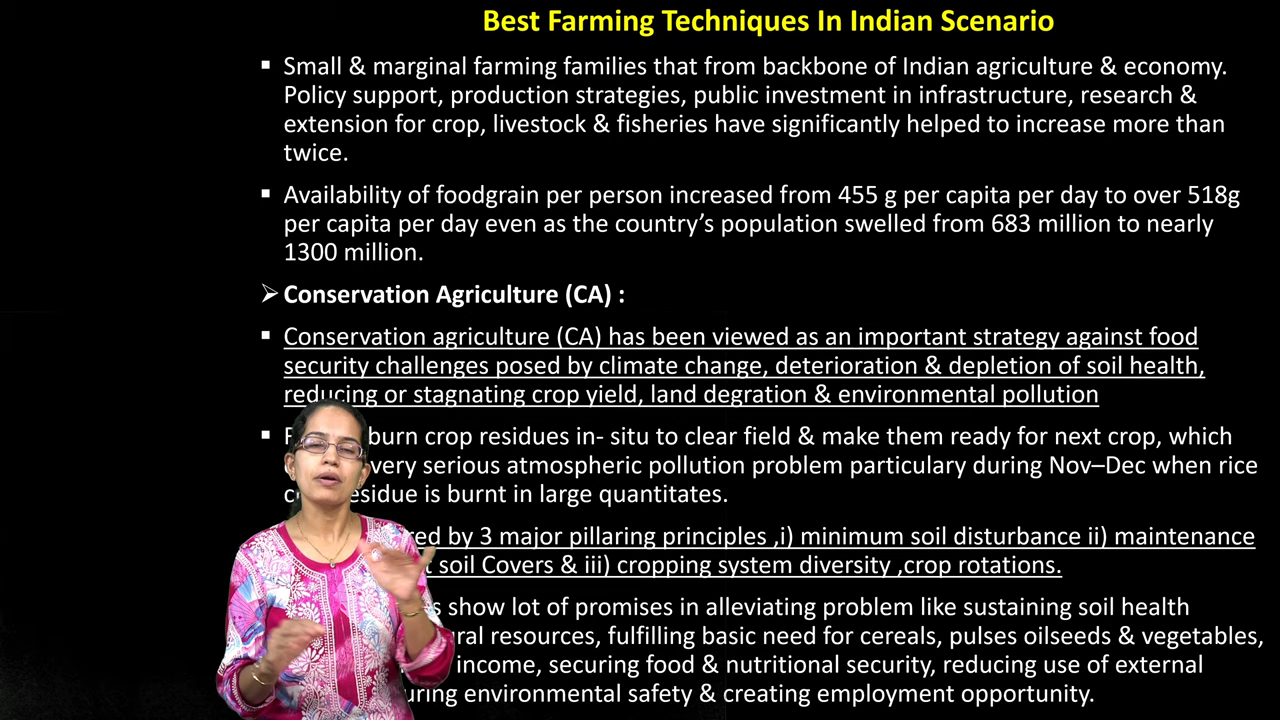 Best Farming Techniques In Indian Scenario
▪ Small & marginal farming families that from backbone of Indian agriculture & economy.
Policy support, production strategies, public investment in infrastructure, research &
extension for crop, livestock & fisheries have significantly helped to increase more than
twice.
▪ Availability of foodgrain per person increased from 455 g per capita per day to over 518g
per capita per day even as the country's population swelled from 683 million to nearly
1300 million.
➢ Conservation Agriculture (CA) :
▪ Conservation agriculture (CA) has been viewed as an important strategy against food
security challenges posed by climate change, deterioration & depletion of soil health,
reducing or stagnating crop yield, land degration & environmental pollution
▪ burn crop residues in- situ to clear field & make them ready for next crop, which
very serious atmospheric pollution problem particulary during Nov–Dec when rice
residue is burnt in large quantitates.
by 3 major pillaring principles ,i) minimum soil disturbance ii) maintenance
soil Covers & iii) cropping system diversity ,crop rotations.
show lot of promises in alleviating problem like sustaining soil health
resources, fulfilling basic need for cereals, pulses oilseeds & vegetables,
income, securing food & nutritional security, reducing use of external
environmental safety & creating employment opportunity.